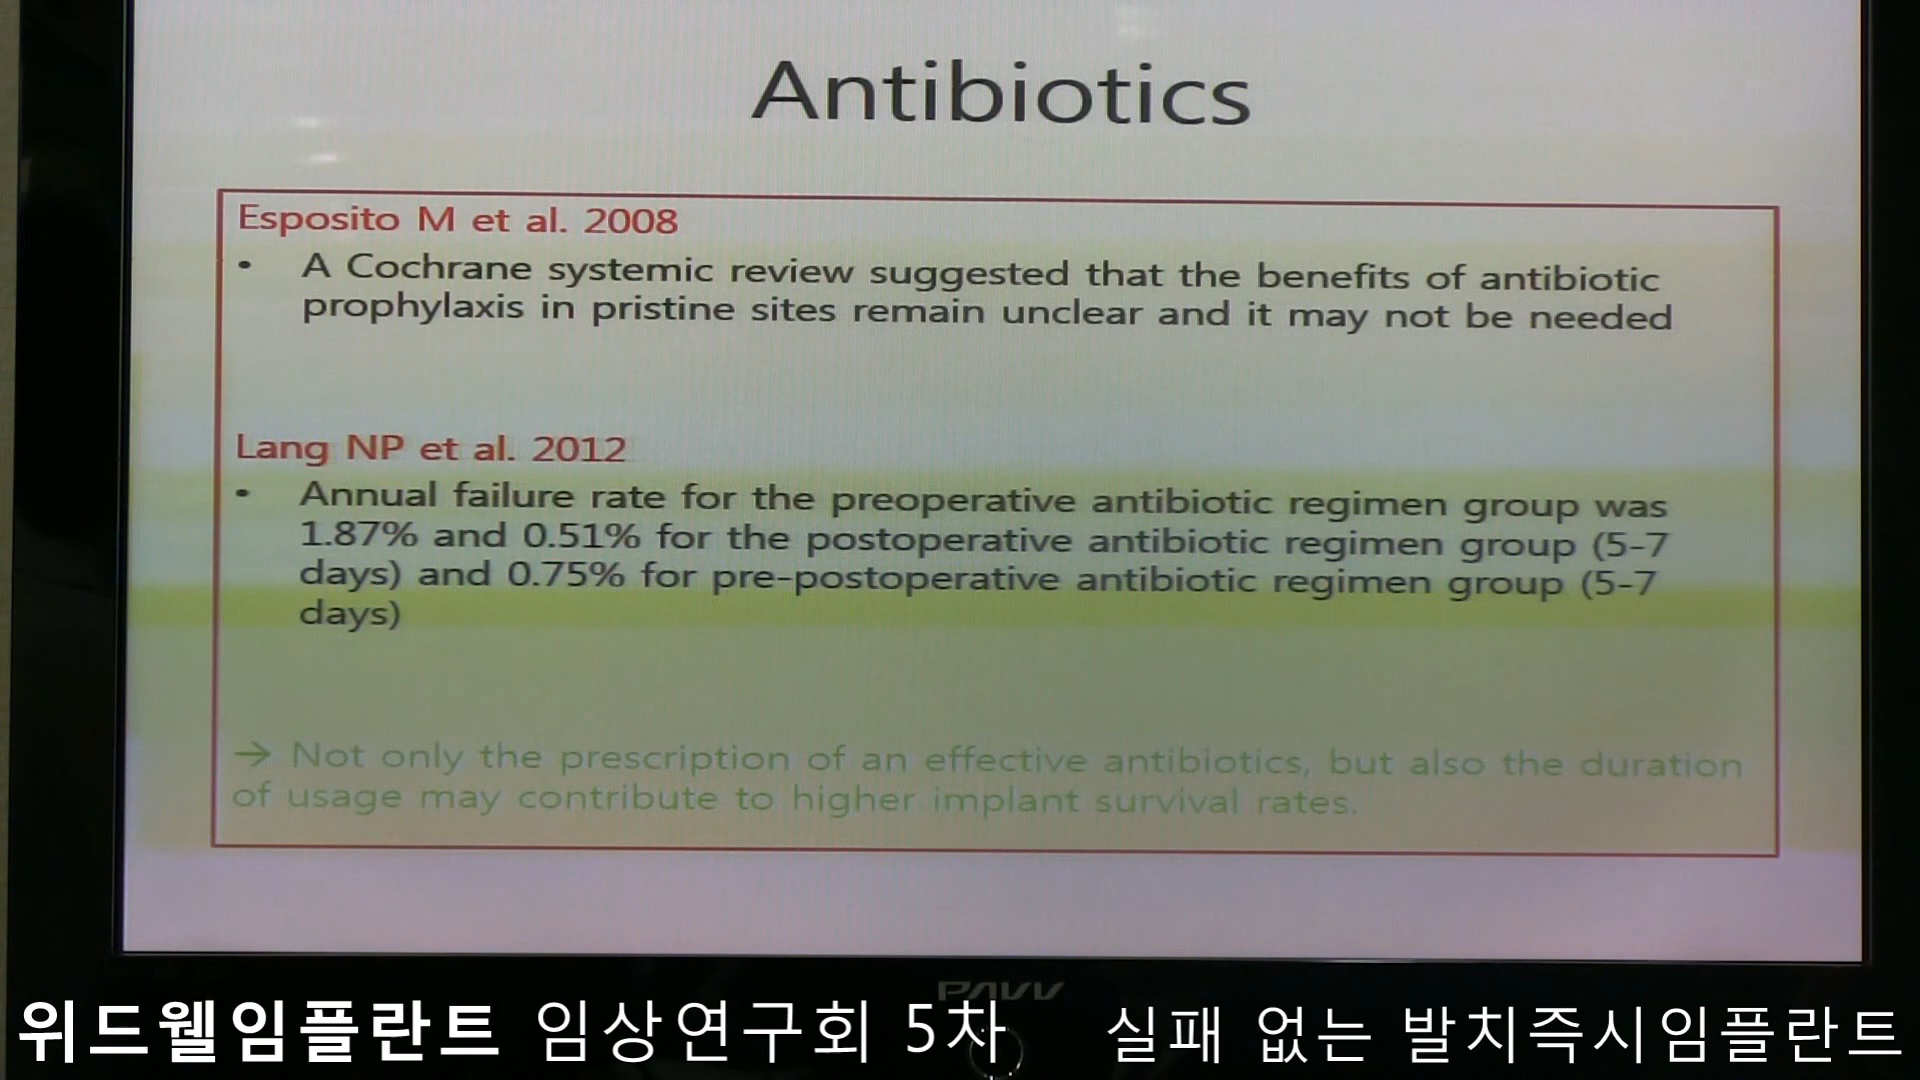 Antibiotics
Esposito M et al. 2008
• A Cochrane systemic review suggested that the benefits of antibiotic
prophylaxis in pristine sites remain unclear and it may not be needed
Lang NP et al. 2012
• Annual failure rate for the preoperative antibiotic regimen group was
1.87% and 0.51% for the postoperative antibiotic regimen group (5-7
days) and 0.75% for pre-postoperative antibiotic regimen group (5-7
days)
→ Not only the prescription of an effective antibiotics, but also the duration
of usage may contribute to higher implant survival rates.
PAVV
위드웰임플란트 임상연구회 5차 실패 없는 발치즉시임플란트